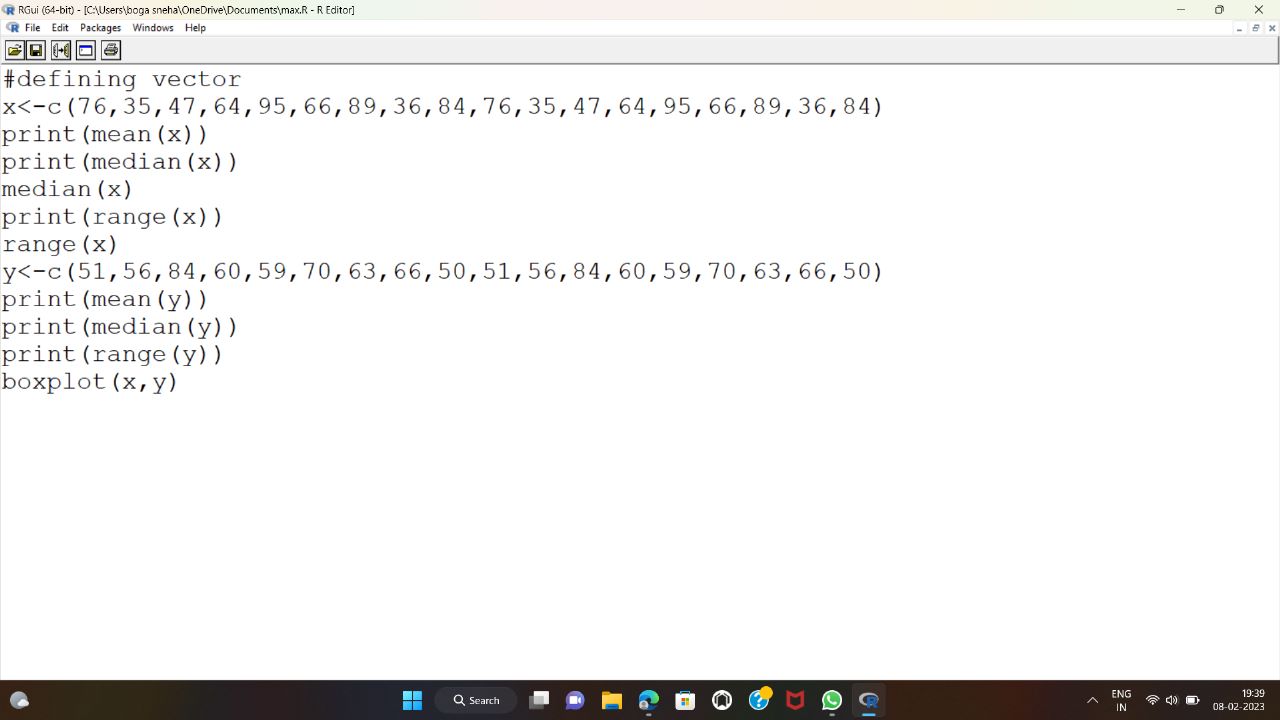 RGui (64-bit) - [C:\Users\boga sneha\OneDrive\Documents\max.R - R Editor]
File Edit Packages Windows Help
#defining vector
x<-c(76,35,47,64,95,66,89,36,84,76,35,47,64,95,66,89,36,84)
print(mean(x))
print(median(x))
median(x)
print(range(x))
range(x)
y<-c(51,56,84,60,59,70,63,66,50,51,56,84,60,59,70,63,66,50)
print(mean(y))
print(median(y))
print(range(y))
boxplot(x,y)
Search
ENG
IN
19:39
08-02-2023